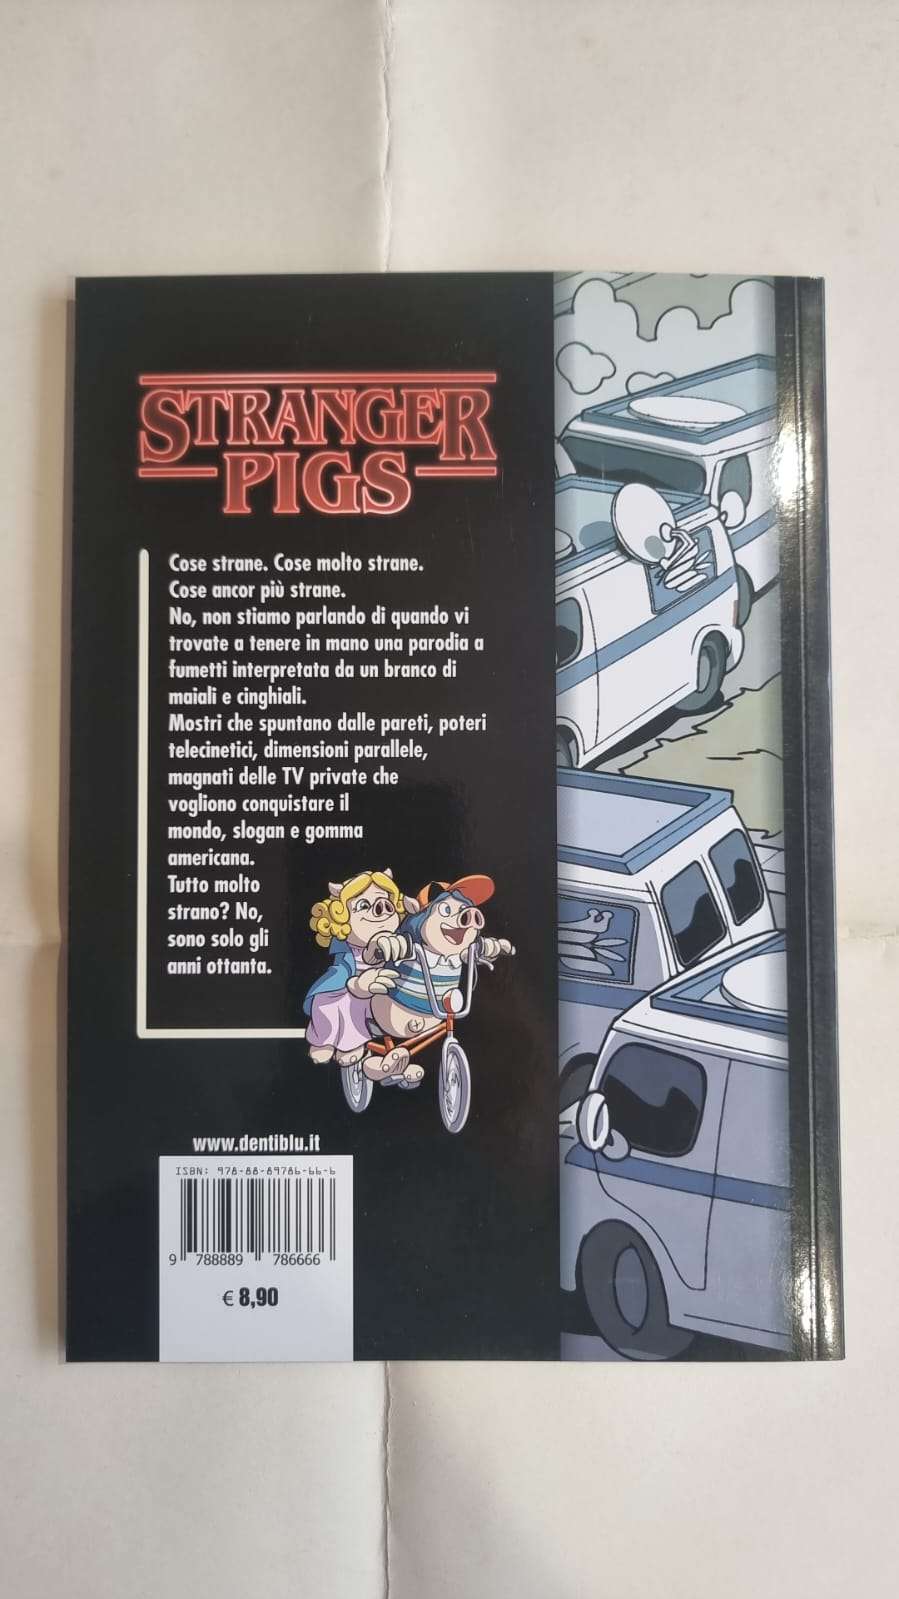 STRANGER
PIGS
Cose strane. Cose molto strane.
Cose ancor più strane.
No, non stiamo parlando di quando vi
trovate a tenere in mano una parodia a
fumetti interpretata da un branco di
maiali e cinghiali.
Mostri che spuntano dalle pareti, poteri
telecinetici, dimensioni parallele,
magnati delle TV private che
vogliono conquistare il
mondo, slogan e gomma
americana.
Tutto molto
strano? No,
sono solo gli
anni ottanta.
www.dentiblu.it
ISBN: 978-88-89786-66-6
9 788889 786666
€ 8,90